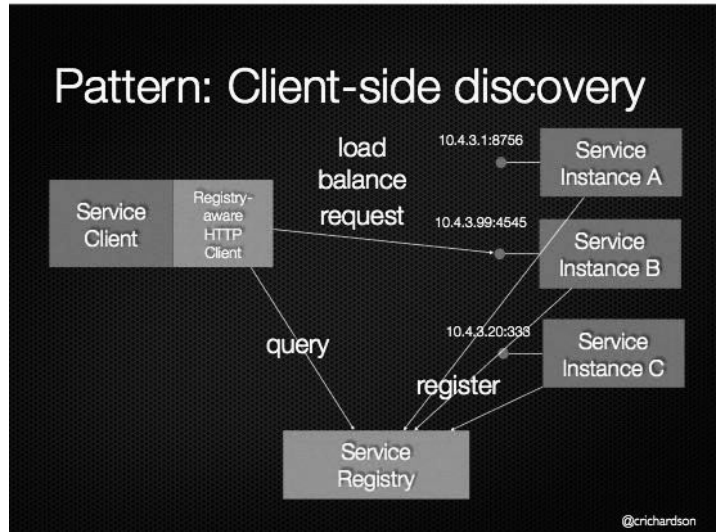 Pattern: Client-side discovery
load
balance
request
10.4.3.1:8756
Service
Instance A
Service
Client
Registry-
aware
HTTP
Client
10.4.3.99:4545
Service
Instance B
10.4.3.20:333
Service
Instance C
query
register
Service
Registry
@crichardson